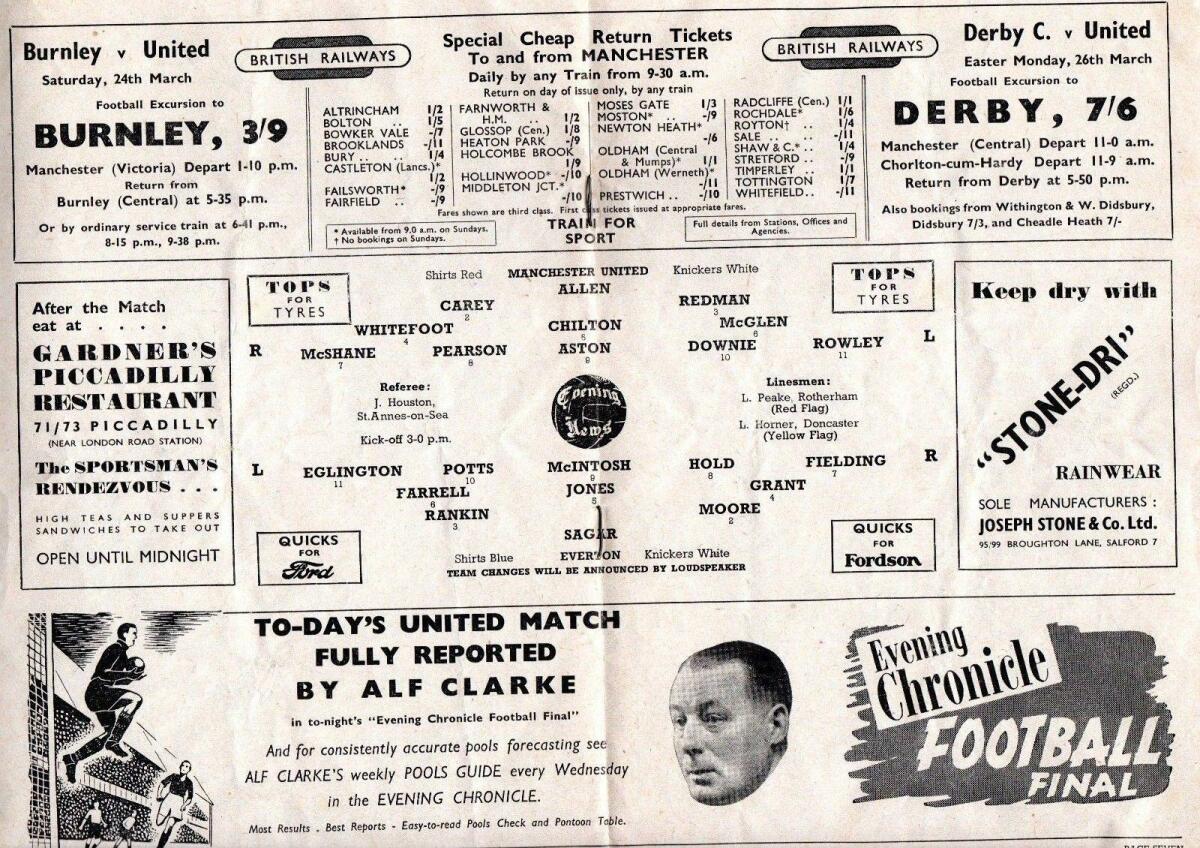 Burnley v United
Saturday, 24th March
Football Excursion to
BURNLEY, 3/9
Manchester (Victoria) Depart 1-10 p.m.
Return from
Burnley (Central) at 5-35 p.m.
Or by ordinary service train at 6-41 p.m.,
8-15 p.m., 9-38 p.m.
BRITISH RAILWAYS
Special Cheap Return Tickets
To and from MANCHESTER
Daily by any Train from 9-30 a.m.
Return on day of issue only, by any train
BRITISH RAILWAYS
ALTRINCHAM 1/2
BOLTON .. 1/5
BOWKER VALE -/7
BROOKLANDS -/11
BURY .. .. 1/4
CASTLETON (Lancs.)*
1/2
FAILSWORTH* -/9
FAIRFIELD .. -/9
FARNWORTH &
H.M. .. 1/2
GLOSSOP (Cen.) 1/8
HEATON PARK -/9
HOLCOMBE BROOK
1/9
HOLLINWOOD* -/10
MIDDLETON JCT.*
-/10
MOSES GATE 1/3
MOSTON* .. -/9
NEWTON HEATH*
-/6
OLDHAM (Central
& Mumps)* 1/1
OLDHAM (Werneth)*
-/11
PRESTWICH .. -/10
RADCLIFFE (Cen.) 1/1
ROCHDALE* 1/6
ROYTON† .. 1/4
SALE .. .. -/11
SHAW & C.* .. 1/4
STRETFORD .. -/9
TIMPERLEY .. 1/1
TOTTINGTON 1/7
WHITEFIELD .. -/11
Fares shown are third class. First class tickets issued at appropriate fares.
* Available from 9.0 a.m. on Sundays.
† No bookings on Sundays.
TRAIN FOR
SPORT
Full details from Stations, Offices and
Agencies.
Derby C. v United
Easter Monday, 26th March
Football Excursion to
DERBY, 7/6
Manchester (Central) Depart 11-0 a.m.
Chorlton-cum-Hardy Depart 11-9 a.m.
Return from Derby at 5-50 p.m.
Also bookings from Withington & W. Didsbury,
Didsbury 7/3, and Cheadle Heath 7/-
After the Match
eat at . . . .
GARDNER'S
PICCADILLY
RESTAURANT
71/73 PICCADILLY
(NEAR LONDON ROAD STATION)
The SPORTSMAN'S
RENDEZVOUS . . .
HIGH TEAS AND SUPPERS
SANDWICHES TO TAKE OUT
OPEN UNTIL MIDNIGHT
TOPS
FOR
TYRES
Shirts Red MANCHESTER UNITED Knickers White
TOPS
FOR
TYRES
ALLEN
CAREY REDMAN
2 3
WHITEFOOT CHILTON McGLEN
4 5 6
R McSHANE PEARSON ASTON DOWNIE ROWLEY L
7 8 9 10 11
Referee:
J. Houston,
St.Annes-on-Sea
Kick-off 3-0 p.m.
Evening
News
Linesmen:
L. Peake, Rotherham
(Red Flag)
L. Horner, Doncaster
(Yellow Flag)
L EGLINGTON POTTS McINTOSH HOLD FIELDING R
11 10 9 8 7
FARRELL JONES GRANT
6 5 4
RANKIN MOORE
3 2
SAGAR
QUICKS
FOR
Ford
Shirts Blue EVERTON Knickers White
TEAM CHANGES WILL BE ANNOUNCED BY LOUDSPEAKER
QUICKS
FOR
Fordson
Keep dry with
"STONE-DRI"
(REGD.)
RAINWEAR
SOLE MANUFACTURERS :
JOSEPH STONE & Co. Ltd.
95/99 BROUGHTON LANE, SALFORD 7
TO-DAY'S UNITED MATCH
FULLY REPORTED
BY ALF CLARKE
in to-night's "Evening Chronicle Football Final"
And for consistently accurate pools forecasting see
ALF CLARKE'S weekly POOLS GUIDE every Wednesday
in the EVENING CHRONICLE.
Most Results - Best Reports - Easy-to-read Pools Check and Pontoon Table.
Evening
Chronicle
FOOTBALL
FINAL
PAGE SEVEN